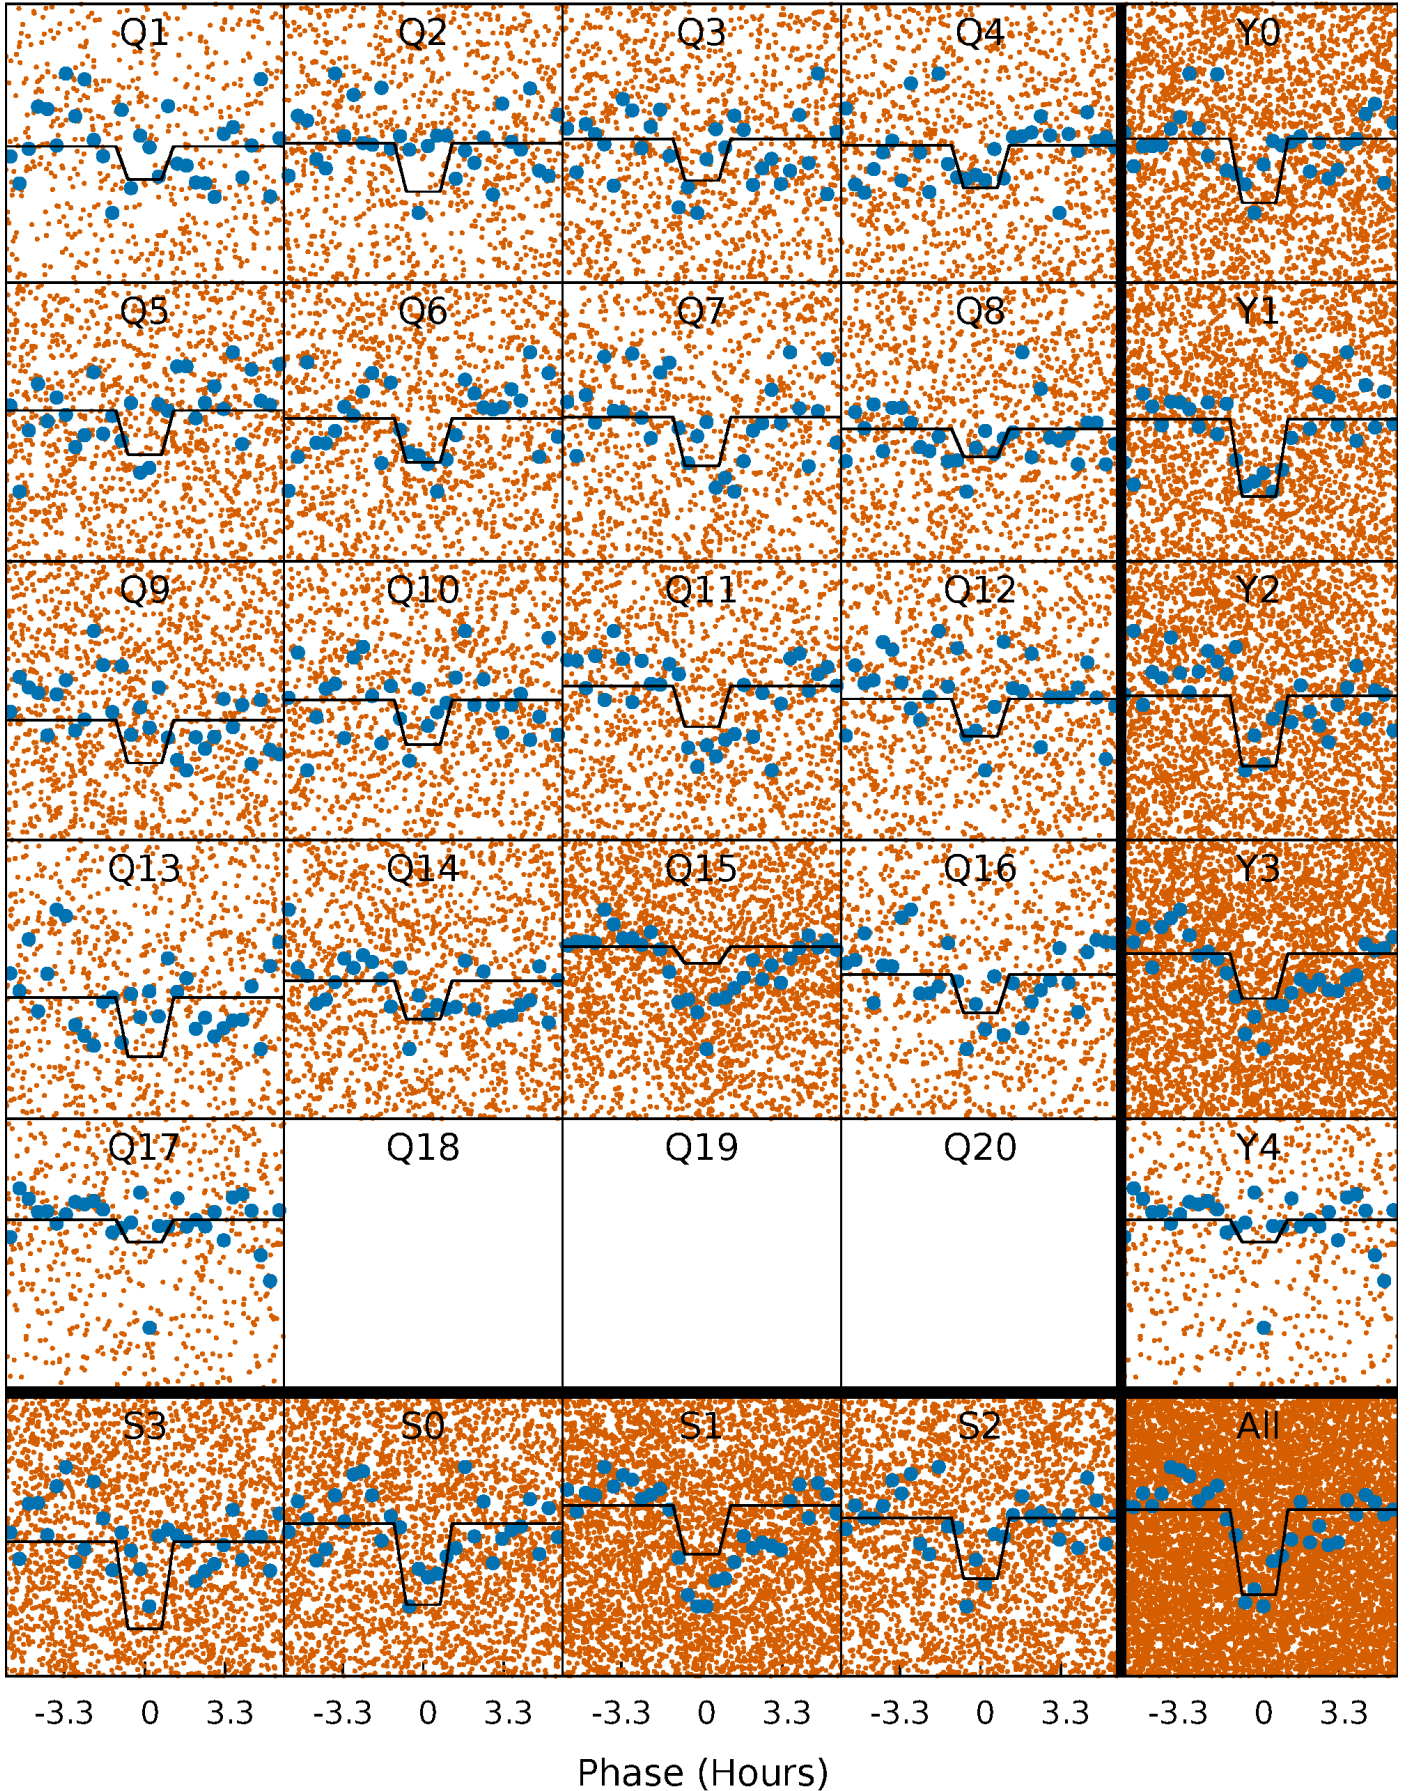 Q1 Q2 Q3 Q4 Y0
Q5 Q6 Q7 Q8 Y1
Q9 Q10 Q11 Q12 Y2
Q13 Q14 Q15 Q16 Y3
Q17 Q18 Q19 Q20 Y4
S3 S0 S1 S2 All
-3.3 0 3.3 -3.3 0 3.3 -3.3 0 3.3 -3.3 0 3.3 -3.3 0 3.3
Phase (Hours)